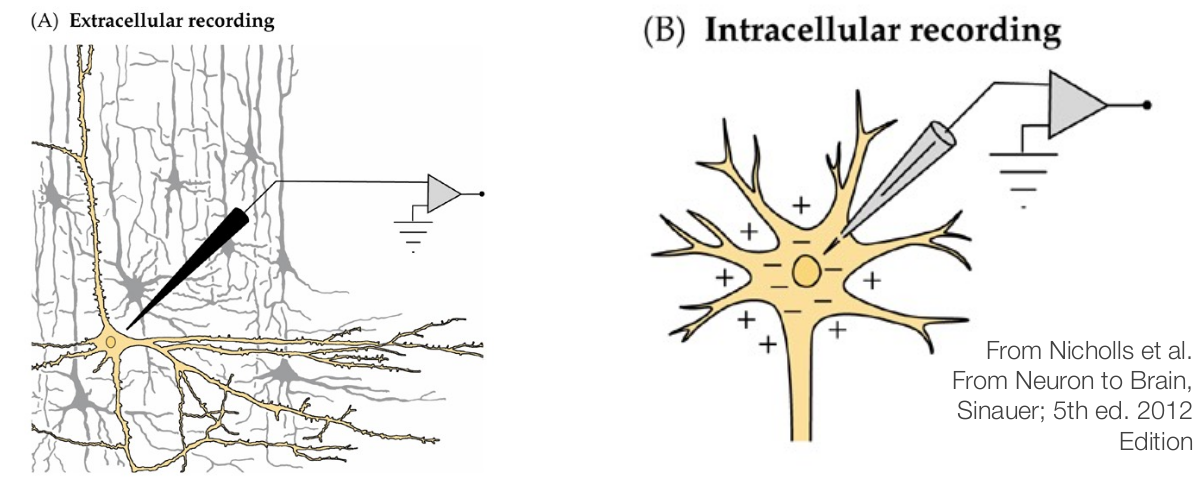 (A) Extracellular recording
(B) Intracellular recording
+
+
−
+
−
−
+
−
+
−
−
+
+
+
From Nicholls et al.
From Neuron to Brain,
Sinauer; 5th ed. 2012
Edition